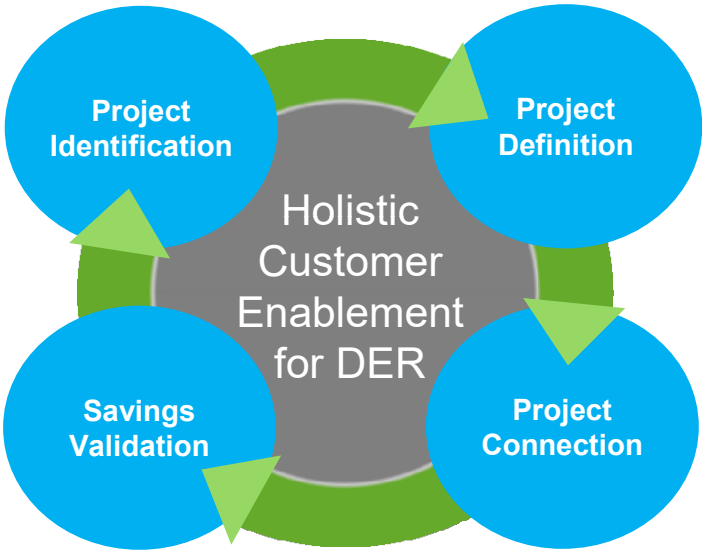 Project
Identification
Project
Definition
Holistic
Customer
Enablement
for DER
Savings
Validation
Project
Connection